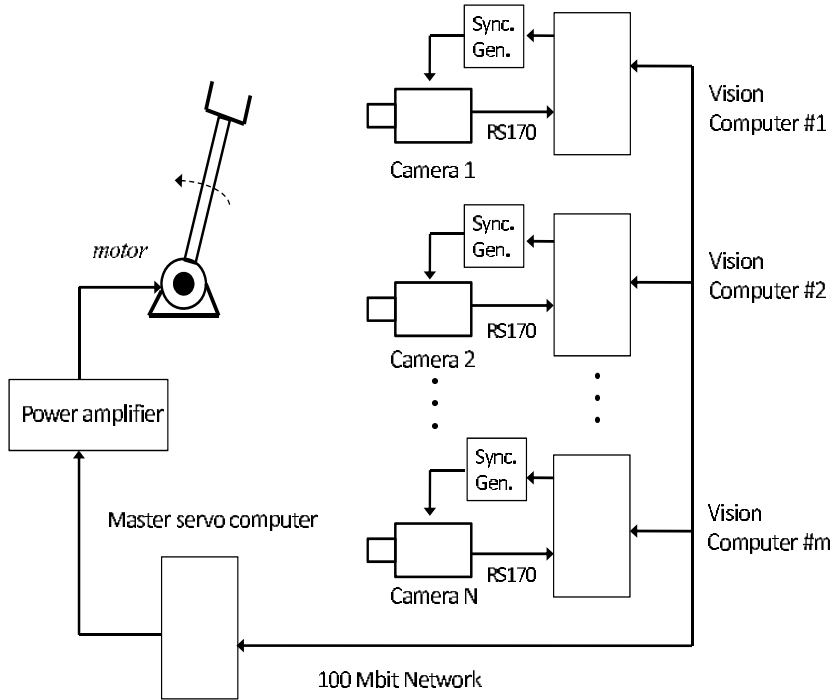 Sync.
Gen.
RS170
Camera 1
Vision
Computer #1
motor
Sync.
Gen.
RS170
Camera 2
Vision
Computer #2
Power amplifier
Sync.
Gen.
RS170
Camera N
Vision
Computer #m
Master servo computer
100 Mbit Network